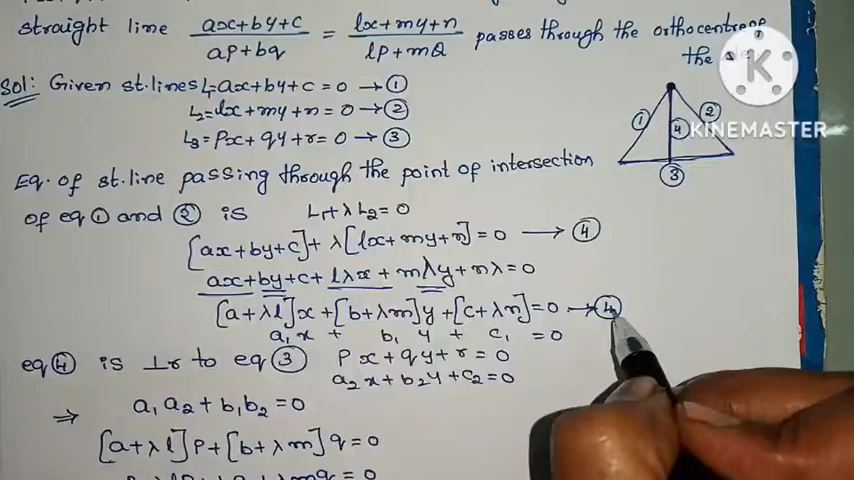 straight line (ax+by+c)/(ap+bq) = (lx+my+n)/(lp+mQ) passes through the orthocentre of
the
Sol: Given st.lines L=ax+by+c = 0 → ①
L₂=lx+my+n = 0 → ②
L₃= Px+qy+r = 0 → ③
① ② 4 ③
K
KINEMASTER
Eq. of st.line passing through the point of intersection
of eq ① and ② is L₁+λL₂=0
[ax+by+c]+λ[lx+my+n]=0 → ④
ax+by+c+lλx+mλy+nλ=0
[a+λl]x+[b+λm]y+[c+λn]=0 → ④
a₁x + b₁y + c₁ =0
eq ④ is ⊥r to eq ③ Px+qy+r=0
a₂x+b₂y+c₂=0
⇒ a₁a₂+b₁b₂=0
[a+λl]P+[b+λm]q=0